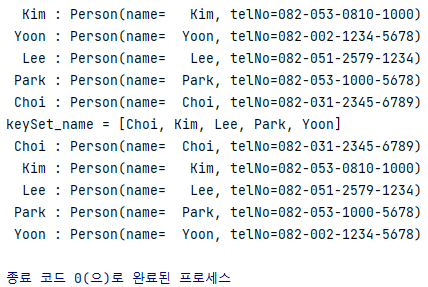 Kim : Person(name=   Kim, telNo=082-053-0810-1000)
 Yoon : Person(name=  Yoon, telNo=082-002-1234-5678)
  Lee : Person(name=   Lee, telNo=082-051-2579-1234)
 Park : Person(name=  Park, telNo=082-053-1000-5678)
 Choi : Person(name=  Choi, telNo=082-031-2345-6789)
keySet_name = [Choi, Kim, Lee, Park, Yoon]
 Choi : Person(name=  Choi, telNo=082-031-2345-6789)
  Kim : Person(name=   Kim, telNo=082-053-0810-1000)
  Lee : Person(name=   Lee, telNo=082-051-2579-1234)
 Park : Person(name=  Park, telNo=082-053-1000-5678)
 Yoon : Person(name=  Yoon, telNo=082-002-1234-5678)
종료 코드 0(으)로 완료된 프로세스